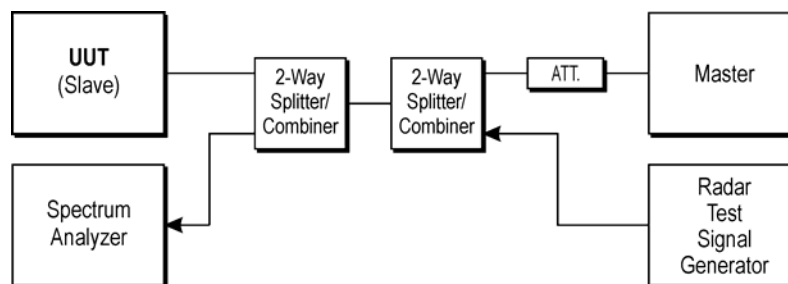 UUT
(Slave)
2-Way
Splitter/
Combiner
2-Way
Splitter/
Combiner
ATT.
Master
Spectrum
Analyzer
Radar
Test
Signal
Generator